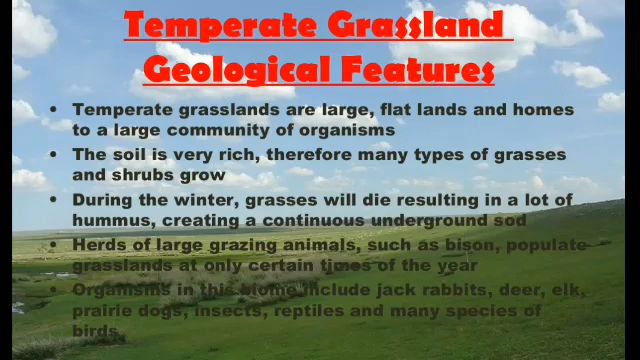 Temperate Grassland
Geological Features
• Temperate grasslands are large, flat lands and homes
to a large community of organisms
• The soil is very rich, therefore many types of grasses
and shrubs grow
• During the winter, grasses will die resulting in a lot of
hummus, creating a continuous underground sod
• Herds of large grazing animals, such as bison, populate
grasslands at only certain times of the year
• Organisms in this biome include jack rabbits, deer, elk,
prairie dogs, insects, reptiles and many species of
birds